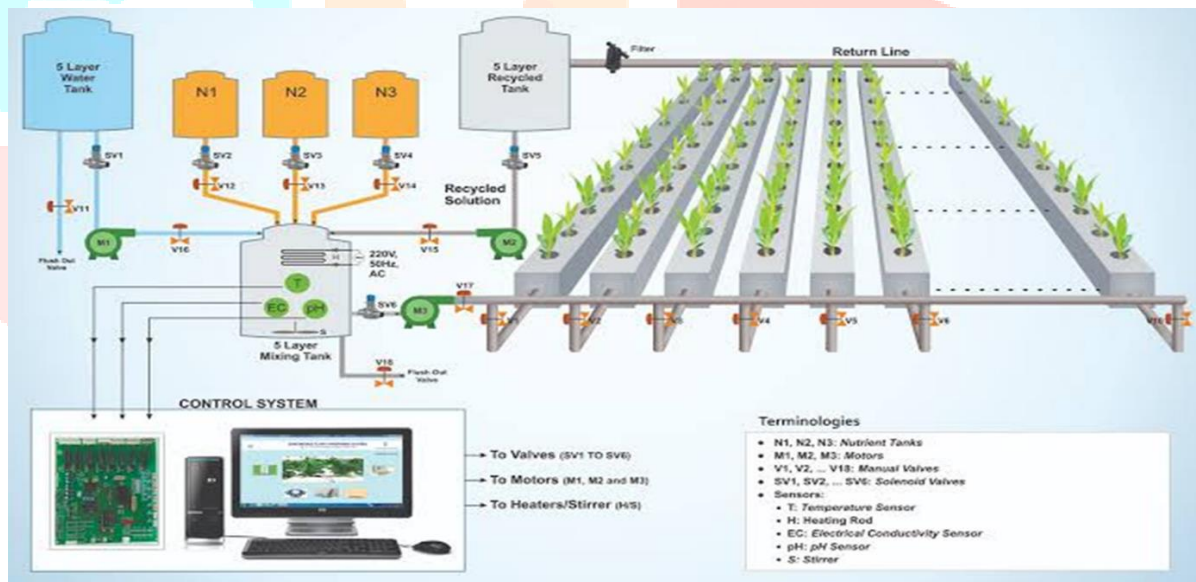 5 Layer
Water
Tank
N1
N2
N3
5 Layer
Recycled
Tank
Filter
Return Line
SV1
SV2
SV3
SV4
SV5
V12
V13
V14
Recycled
Solution
V11
M1
V16
V15
M2
Flush Out
Valve
H
220V,
50Hz,
AC
T
EC
pH
S
SV6
M3
V17
V1
V2
V3
V4
V5
V6
V10
5 Layer
Mixing Tank
V18
Flush Out
Valve
CONTROL SYSTEM
To Valves (SV1 TO SV6)
To Motors (M1, M2 and M3)
To Heaters/Stirrer (H/S)
Terminologies
• N1, N2, N3: Nutrient Tanks
• M1, M2, M3: Motors
• V1, V2, ... V18: Manual Valves
• SV1, SV2, ... SV6: Solenoid Valves
• Sensors:
• T: Temperature Sensor
• H: Heating Rod
• EC: Electrical Conductivity Sensor
• pH: pH Sensor
• S: Stirrer